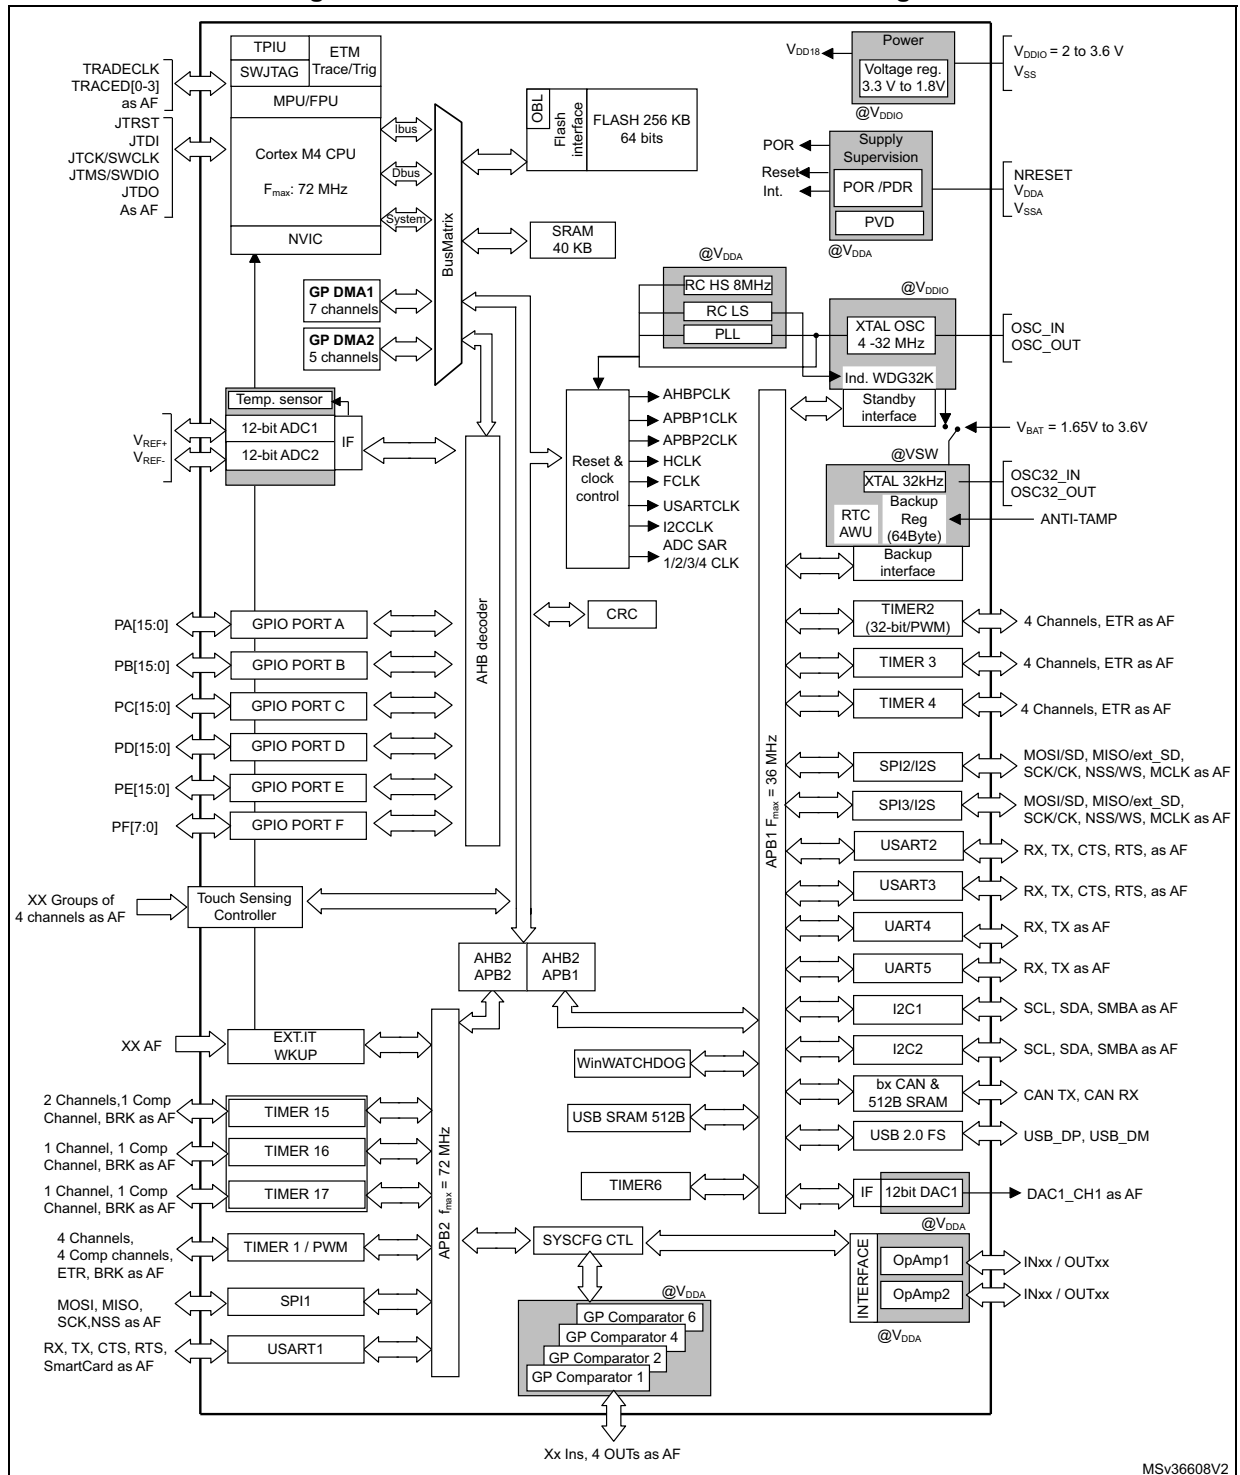 TPIU
ETM
Trace/Trig
SWJTAG
MPU/FPU
Cortex M4 CPU
Fmax: 72 MHz
NVIC
TRADECLK
TRACED[0-3]
as AF
JTRST
JTDI
JTCK/SWCLK
JTMS/SWDIO
JTDO
As AF
Ibus
Dbus
System
BusMatrix
OBL
Flash
interface
FLASH 256 KB
64 bits
SRAM
40 KB
GP DMA1
7 channels
GP DMA2
5 channels
VDD18
Power
Voltage reg.
3.3 V to 1.8V
@VDDIO
VDDIO = 2 to 3.6 V
VSS
POR
Reset
Int.
Supply
Supervision
POR /PDR
PVD
@VDDA
NRESET
VDDA
VSSA
@VDDA
RC HS 8MHz
RC LS
PLL
@VDDIO
XTAL OSC
4 -32 MHz
Ind. WDG32K
Standby
interface
OSC_IN
OSC_OUT
VBAT = 1.65V to 3.6V
@VSW
XTAL 32kHz
RTC
AWU
Backup
Reg
(64Byte)
Backup
interface
OSC32_IN
OSC32_OUT
ANTI-TAMP
Reset &
clock
control
AHBPCLK
APBP1CLK
APBP2CLK
HCLK
FCLK
USARTCLK
I2CCLK
ADC SAR
1/2/3/4 CLK
Temp. sensor
12-bit ADC1
12-bit ADC2
IF
VREF+
VREF-
AHB decoder
CRC
PA[15:0]
GPIO PORT A
PB[15:0]
GPIO PORT B
PC[15:0]
GPIO PORT C
PD[15:0]
GPIO PORT D
PE[15:0]
GPIO PORT E
PF[7:0]
GPIO PORT F
XX Groups of
4 channels as AF
Touch Sensing
Controller
AHB2
APB2
AHB2
APB1
XX AF
EXT.IT
WKUP
2 Channels,1 Comp
Channel, BRK as AF
TIMER 15
1 Channel, 1 Comp
Channel, BRK as AF
TIMER 16
1 Channel, 1 Comp
Channel, BRK as AF
TIMER 17
4 Channels,
4 Comp channels,
ETR, BRK as AF
TIMER 1 / PWM
MOSI, MISO,
SCK,NSS as AF
SPI1
RX, TX, CTS, RTS,
SmartCard as AF
USART1
APB2 fmax = 72 MHz
APB1 Fmax = 36 MHz
WinWATCHDOG
USB SRAM 512B
TIMER6
SYSCFG CTL
@VDDA
GP Comparator 6
GP Comparator 4
GP Comparator 2
GP Comparator 1
Xx Ins, 4 OUTs as AF
TIMER2
(32-bit/PWM)
4 Channels, ETR as AF
TIMER 3
4 Channels, ETR as AF
TIMER 4
4 Channels, ETR as AF
SPI2/I2S
MOSI/SD, MISO/ext_SD,
SCK/CK, NSS/WS, MCLK as AF
SPI3/I2S
MOSI/SD, MISO/ext_SD,
SCK/CK, NSS/WS, MCLK as AF
USART2
RX, TX, CTS, RTS, as AF
USART3
RX, TX, CTS, RTS, as AF
UART4
RX, TX as AF
UART5
RX, TX as AF
I2C1
SCL, SDA, SMBA as AF
I2C2
SCL, SDA, SMBA as AF
bx CAN &
512B SRAM
CAN TX, CAN RX
USB 2.0 FS
USB_DP, USB_DM
IF
12bit DAC1
DAC1_CH1 as AF
@VDDA
INTERFACE
OpAmp1
INxx / OUTxx
OpAmp2
INxx / OUTxx
@VDDA
MSv36608V2